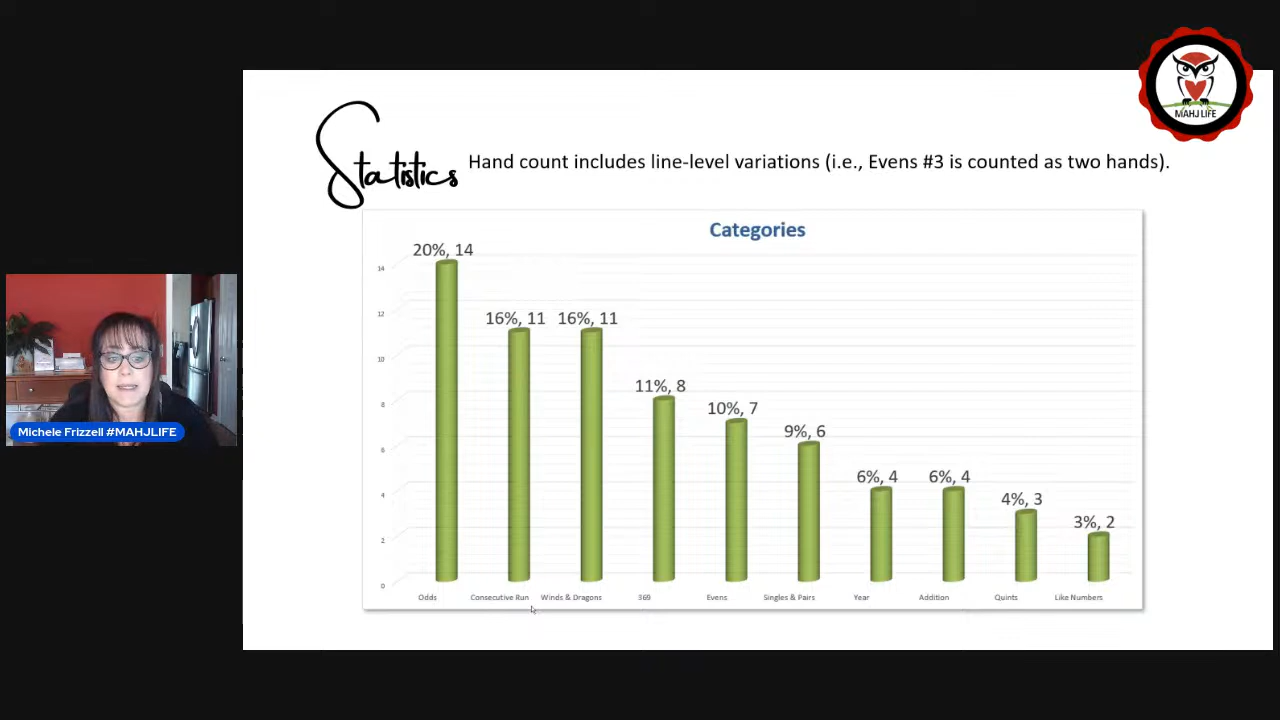 MAHJ LIFE
Statistics
Hand count includes line-level variations (i.e., Evens #3 is counted as two hands).
Categories
20%, 14
16%, 11
16%, 11
11%, 8
10%, 7
9%, 6
6%, 4
6%, 4
4%, 3
3%, 2
14
12
10
8
6
4
2
0
Odds
Consecutive Run
Winds & Dragons
369
Evens
Singles & Pairs
Year
Addition
Quints
Like Numbers
Michele Frizzell #MAHJLIFE